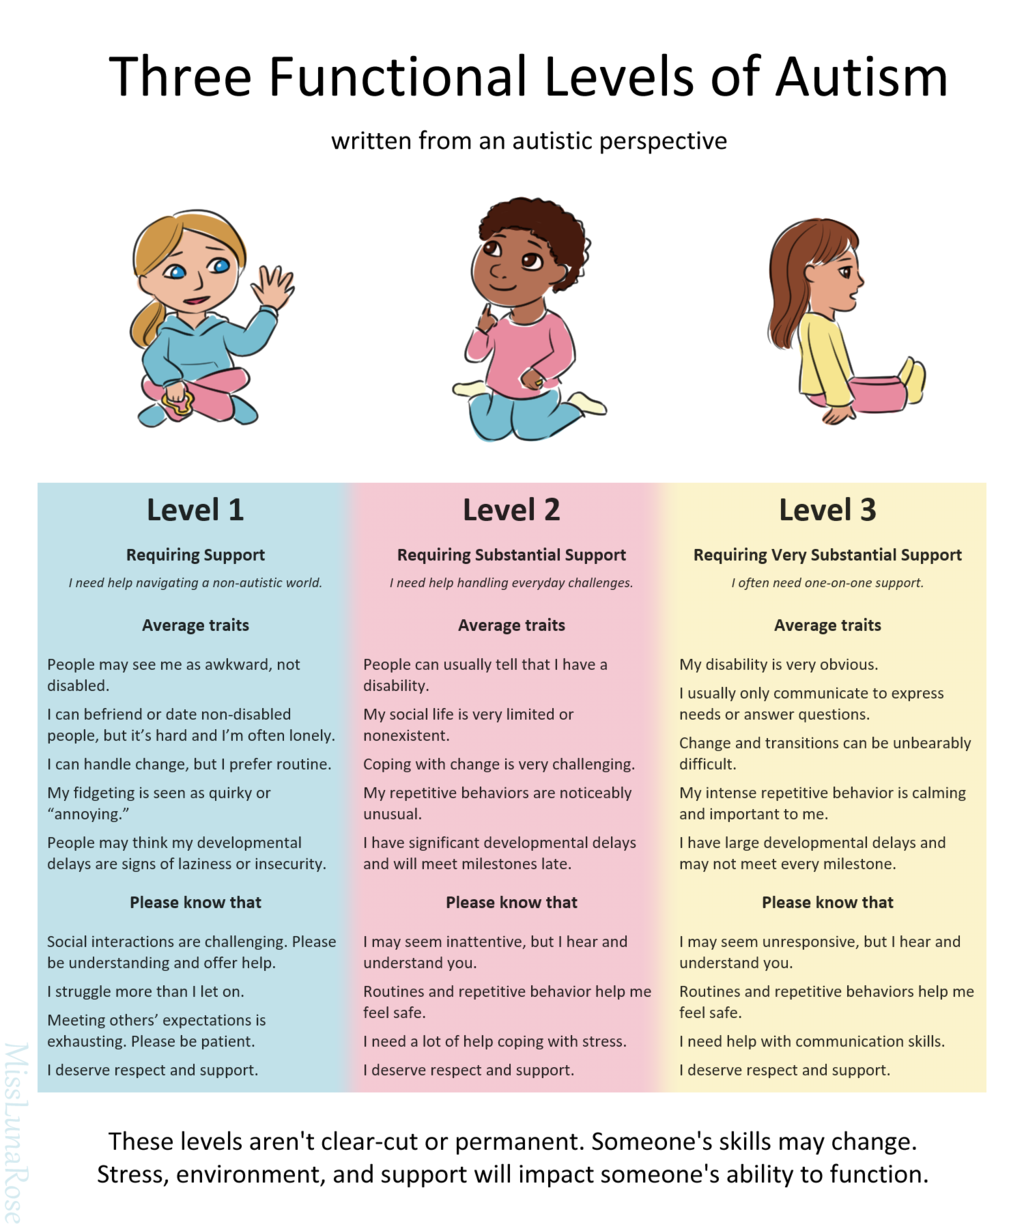 Three Functional Levels of Autism
written from an autistic perspective
Level 1
Requiring Support
I need help navigating a non-autistic world.
Average traits
People may see me as awkward, not
disabled.
I can befriend or date non-disabled
people, but it’s hard and I’m often lonely.
I can handle change, but I prefer routine.
My fidgeting is seen as quirky or
“annoying.”
People may think my developmental
delays are signs of laziness or insecurity.
Please know that
Social interactions are challenging. Please
be understanding and offer help.
I struggle more than I let on.
Meeting others’ expectations is
exhausting. Please be patient.
I deserve respect and support.
Level 2
Requiring Substantial Support
I need help handling everyday challenges.
Average traits
People can usually tell that I have a
disability.
My social life is very limited or
nonexistent.
Coping with change is very challenging.
My repetitive behaviors are noticeably
unusual.
I have significant developmental delays
and will meet milestones late.
Please know that
I may seem inattentive, but I hear and
understand you.
Routines and repetitive behavior help me
feel safe.
I need a lot of help coping with stress.
I deserve respect and support.
Level 3
Requiring Very Substantial Support
I often need one-on-one support.
Average traits
My disability is very obvious.
I usually only communicate to express
needs or answer questions.
Change and transitions can be unbearably
difficult.
My intense repetitive behavior is calming
and important to me.
I have large developmental delays and
may not meet every milestone.
Please know that
I may seem unresponsive, but I hear and
understand you.
Routines and repetitive behaviors help me
feel safe.
I need help with communication skills.
I deserve respect and support.
These levels aren't clear-cut or permanent. Someone's skills may change.
Stress, environment, and support will impact someone's ability to function.
MissLunaRose